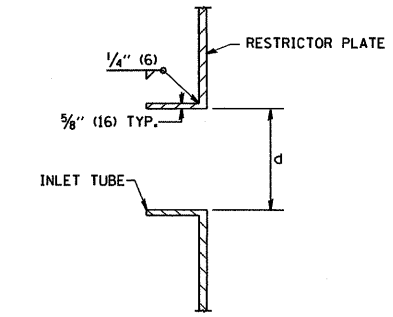 RESTRICTOR PLATE
1/4" (6)
5/8" (16) TYP.
d
INLET TUBE